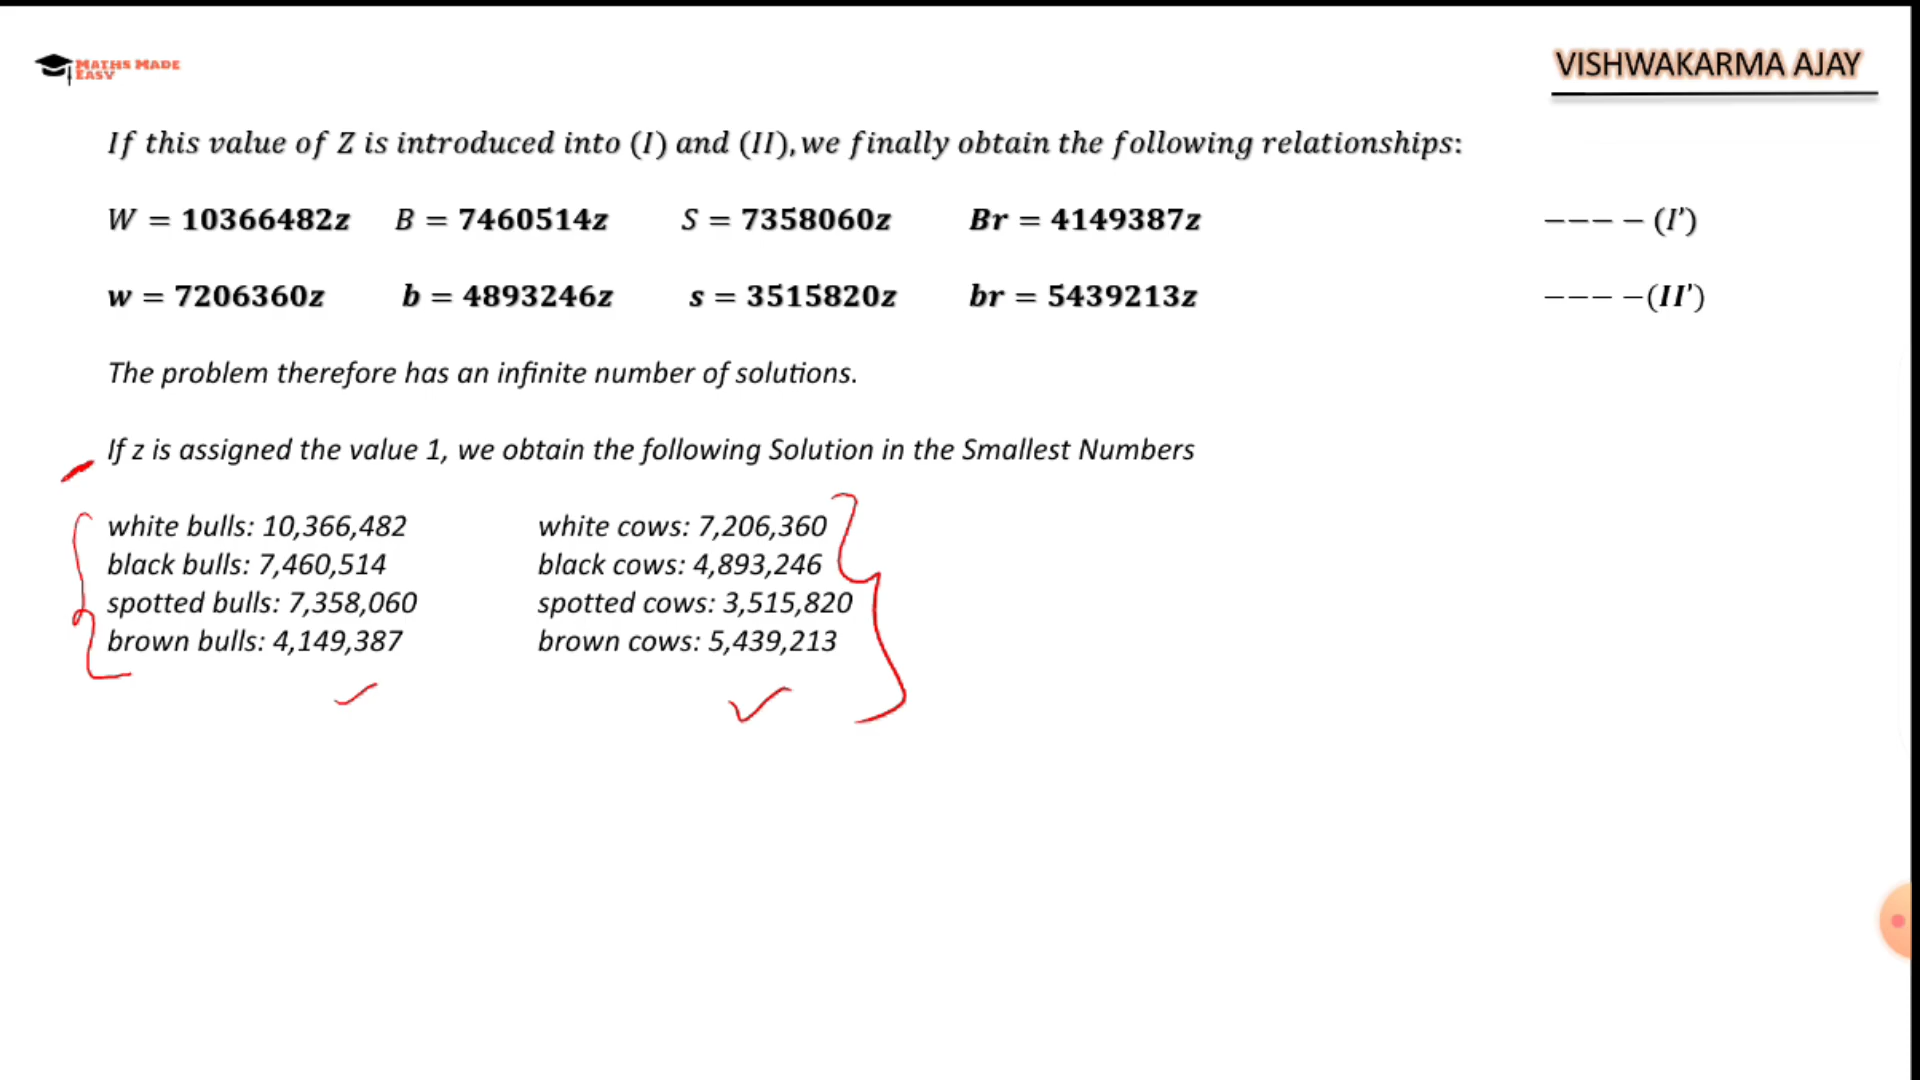 MATHS MADE
EASY
VISHWAKARMA AJAY
If this value of Z is introduced into (I) and (II), we finally obtain the following relationships:
W = 10366482z B = 7460514z S = 7358060z Br = 4149387z −−−− (I')
w = 7206360z b = 4893246z s = 3515820z br = 5439213z −−−−(II')
The problem therefore has an infinite number of solutions.
If z is assigned the value 1, we obtain the following Solution in the Smallest Numbers
white bulls: 10,366,482 white cows: 7,206,360
black bulls: 7,460,514 black cows: 4,893,246
spotted bulls: 7,358,060 spotted cows: 3,515,820
brown bulls: 4,149,387 brown cows: 5,439,213